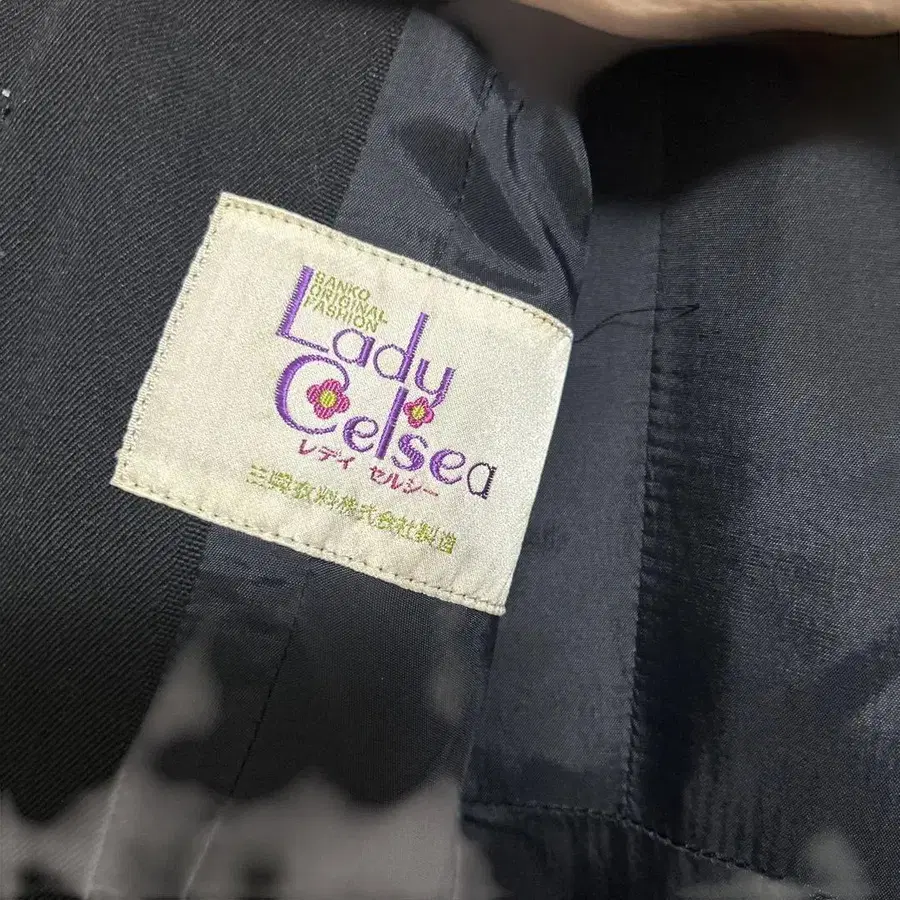 SANKO
ORIGINAL
FASHION
Lady
Celsea
レディ セルシー
三興衣料株式会社製造